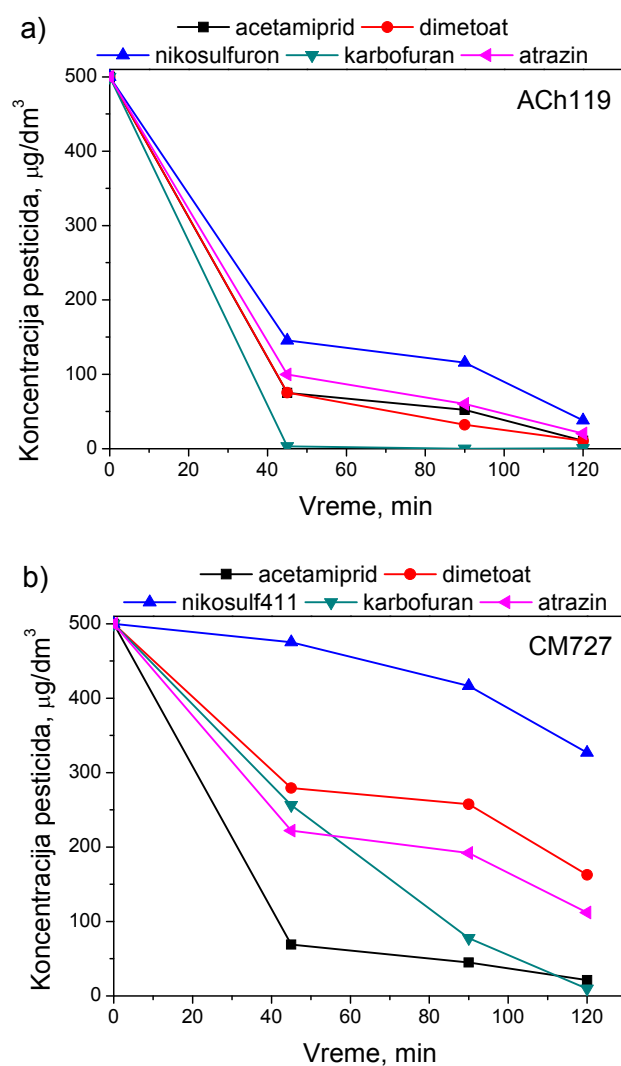 a)
acetamiprid dimetoat
nikosulfuron karbofuran atrazin
ACh119
Koncentracija pesticida, μg/dm³
500
400
300
200
100
0
0 20 40 60 80 100 120
Vreme, min
b)
acetamiprid dimetoat
nikosulf411 karbofuran atrazin
CM727
Koncentracija pesticida, μg/dm³
500
400
300
200
100
0
0 20 40 60 80 100 120
Vreme, min